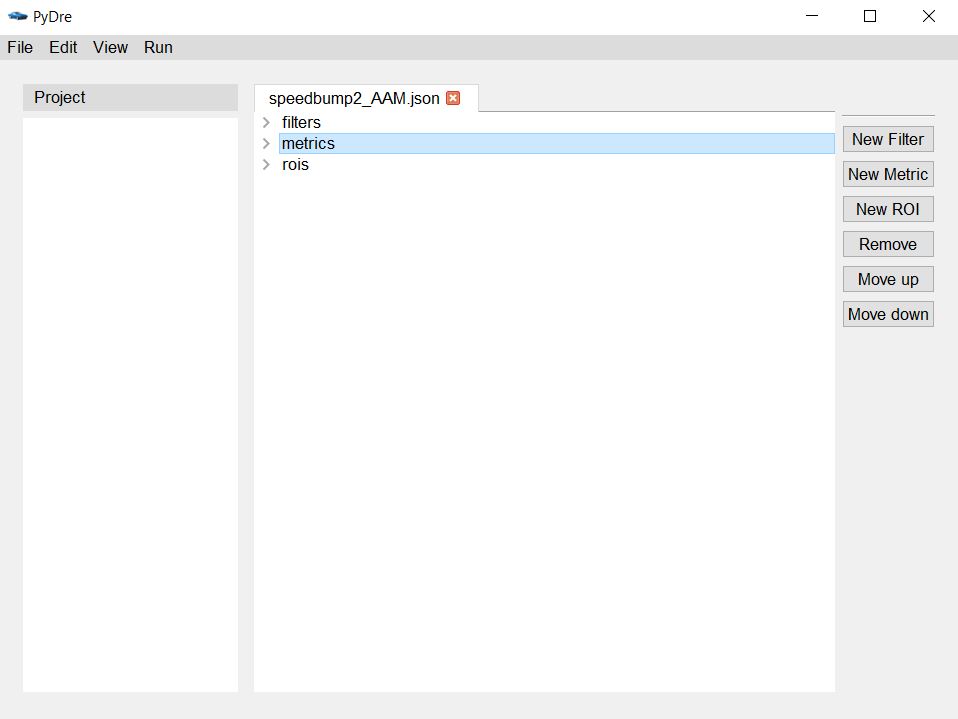 PyDre
File Edit View Run
Project
speedbump2_AAM.json
filters
metrics
rois
New Filter
New Metric
New ROI
Remove
Move up
Move down